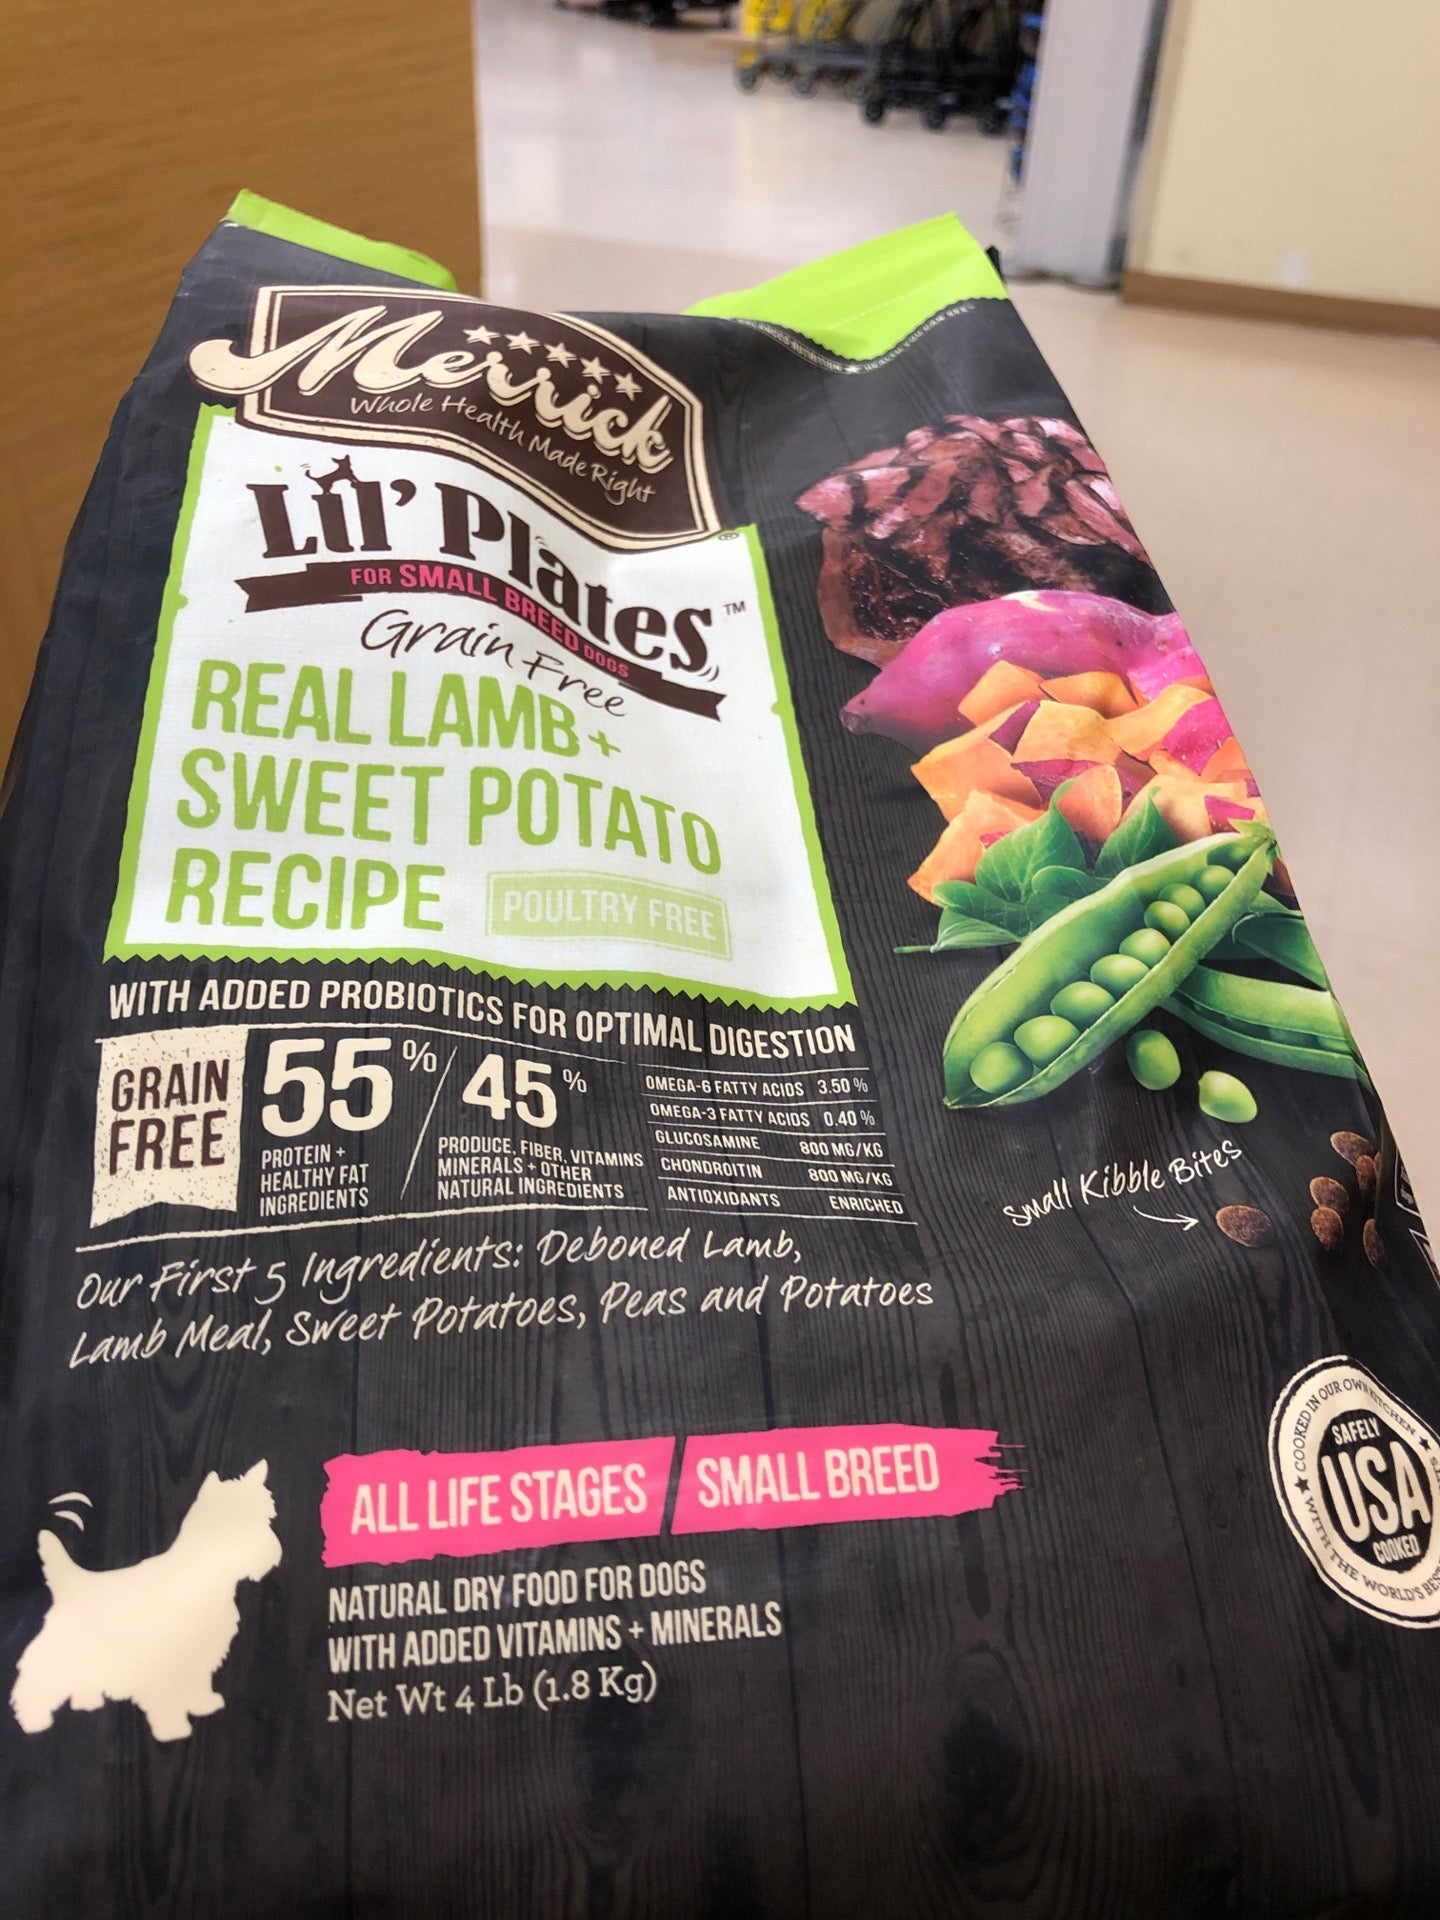 Merrick
Whole Health Made Right
®
Lil' Plates
™
FOR SMALL BREED DOGS
Grain Free
REAL LAMB +
SWEET POTATO
RECIPE
POULTRY FREE
WITH ADDED PROBIOTICS FOR OPTIMAL DIGESTION
GRAIN
FREE
55%
PROTEIN +
HEALTHY FAT
INGREDIENTS
45%
PRODUCE, FIBER, VITAMINS
MINERALS + OTHER
NATURAL INGREDIENTS
OMEGA-6 FATTY ACIDS 3.50 %
OMEGA-3 FATTY ACIDS 0.40 %
GLUCOSAMINE 800 MG/KG
CHONDROITIN 800 MG/KG
ANTIOXIDANTS ENRICHED
Small Kibble Bites
Our First 5 Ingredients: Deboned Lamb,
Lamb Meal, Sweet Potatoes, Peas and Potatoes
COOKED IN OUR OWN KITCHEN
WITH THE WORLD'S
SAFELY
USA
COOKED
ALL LIFE STAGES
SMALL BREED
NATURAL DRY FOOD FOR DOGS
WITH ADDED VITAMINS + MINERALS
Net Wt 4 Lb (1.8 Kg)